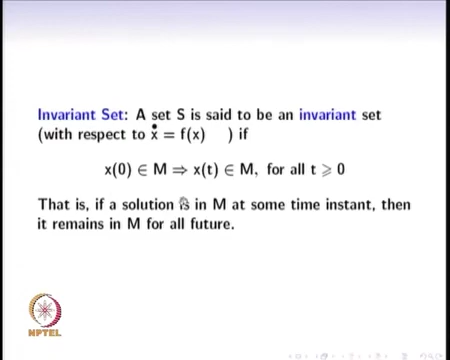 Invariant Set: A set S is said to be an invariant set
(with respect to ẋ = f(x) ) if
x(0) ∈ M ⇒ x(t) ∈ M, for all t ⩾ 0
That is, if a solution is in M at some time instant, then
it remains in M for all future.
NPTEL